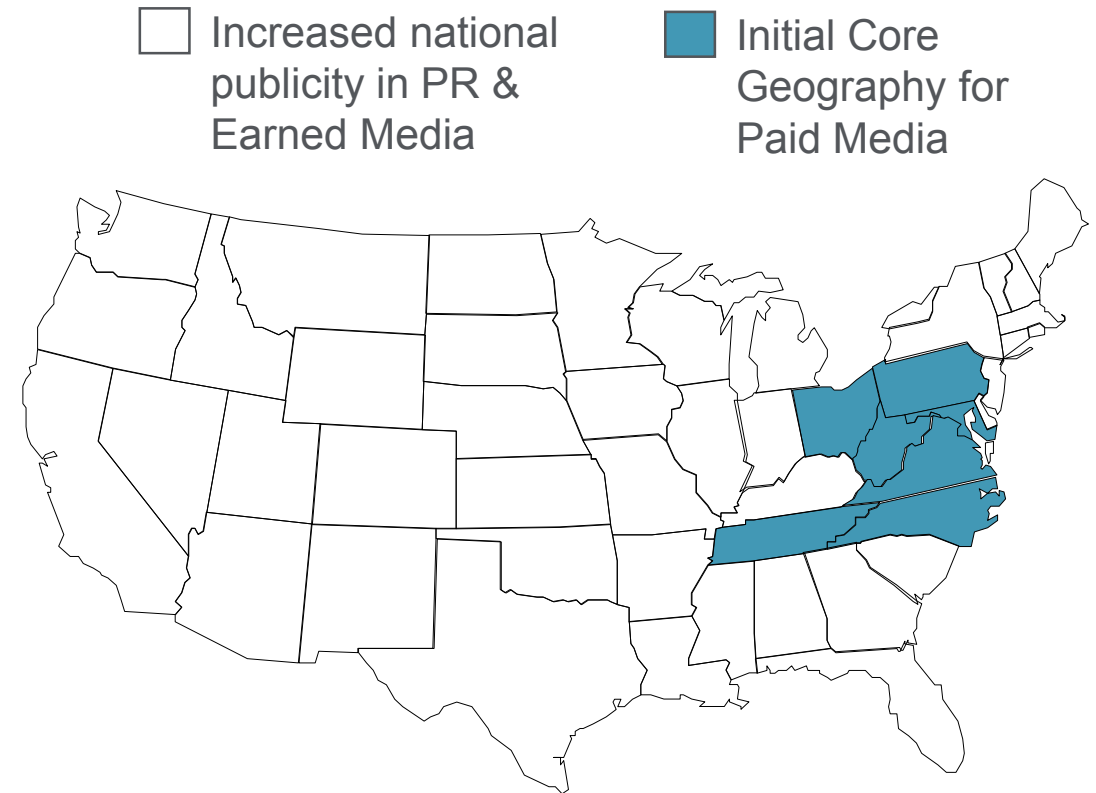 Increased national
publicity in PR &
Earned Media
Initial Core
Geography for
Paid Media